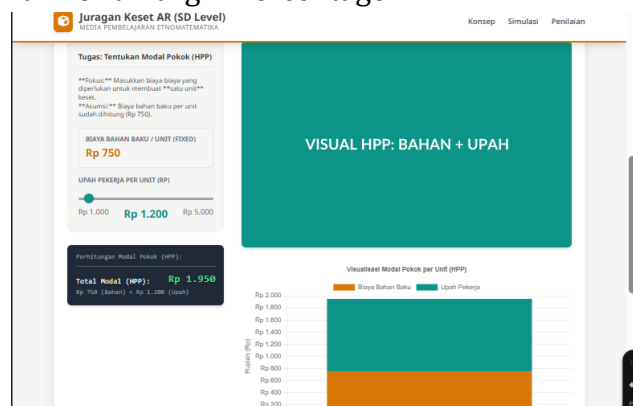 Juragan Keset AR (SD Level)
MEDIA PEMBELAJARAN ETNOMATEMATIKA
Konsep Simulasi Penilaian
Tugas: Tentukan Modal Pokok (HPP)
**Fokus:** Masukkan biaya-biaya yang
diperlukan untuk membuat **satu unit**
keset.
**Asumsi:** Biaya bahan baku per unit
sudah dihitung (Rp 750).
BIAYA BAHAN BAKU / UNIT (FIXED)
Rp 750
UPAH PEKERJA PER UNIT (RP)
Rp 1.000 Rp 1.200 Rp 5.000
VISUAL HPP: BAHAN + UPAH
Perhitungan Modal Pokok (HPP):
Total Modal (HPP): Rp 1.950
Rp 750 (Bahan) + Rp 1.200 (Upah)
Visualisasi Modal Pokok per Unit (HPP)
Biaya Bahan Baku Upah Pekerja
Rupiah (Rp)
Rp 2.000
Rp 1.800
Rp 1.600
Rp 1.400
Rp 1.200
Rp 1.000
Rp 800
Rp 600
Rp 400
Rp 200